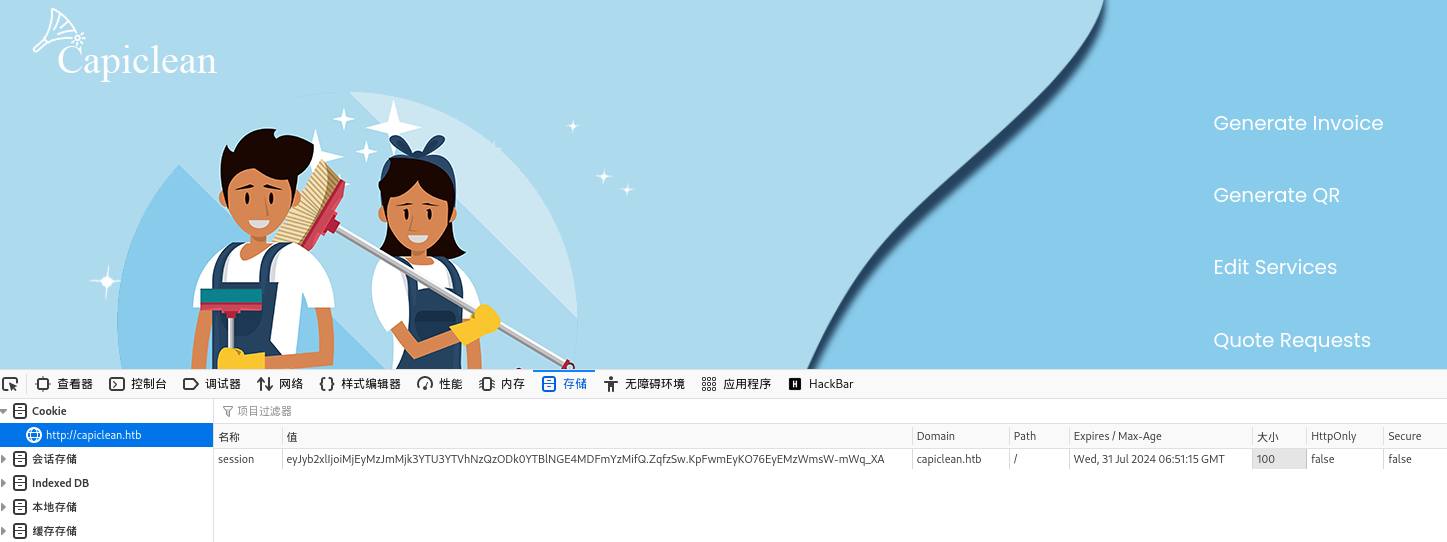 Capiclean
Generate Invoice
Generate QR
Edit Services
Quote Requests
查看器 控制台 调试器 网络 样式编辑器 性能 内存 存储 无障碍环境 应用程序 H HackBar
Cookie
http://capiclean.htb
会话存储
Indexed DB
本地存储
缓存存储
项目过滤器
名称 值 Domain Path Expires / Max-Age 大小 HttpOnly Secure
session eyJyb2xlIjoiMjEyMzJmMjk3YTU3YTVhNzQzODk0YTBlNGE4MDFmYzMifQ.ZqfzSw.KpFwmEyKO76EyEMzWmsW-mWq_XA capiclean.htb / Wed, 31 Jul 2024 06:51:15 GMT 100 false false